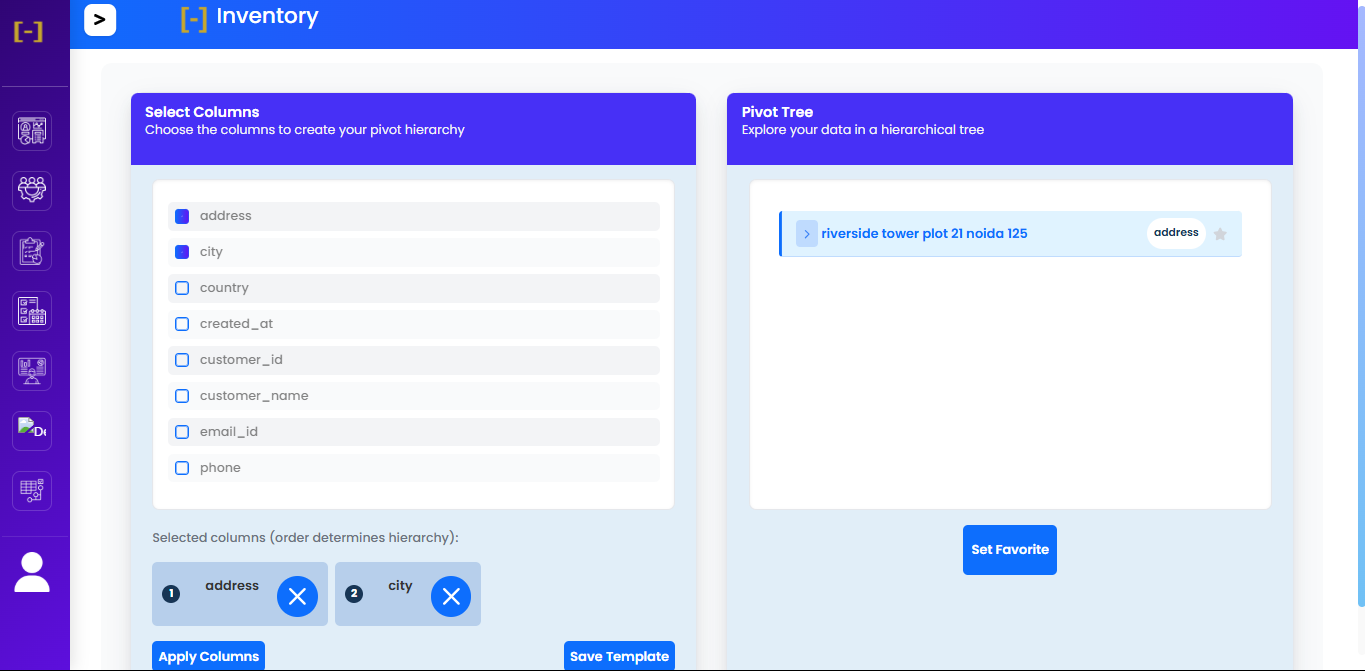 [-]
>
[-] Inventory
Select Columns
Choose the columns to create your pivot hierarchy
address
city
country
created_at
customer_id
customer_name
email_id
phone
Selected columns (order determines hierarchy):
1 address
2 city
Apply Columns
Save Template
Pivot Tree
Explore your data in a hierarchical tree
riverside tower plot 21 noida 125
address
Set Favorite